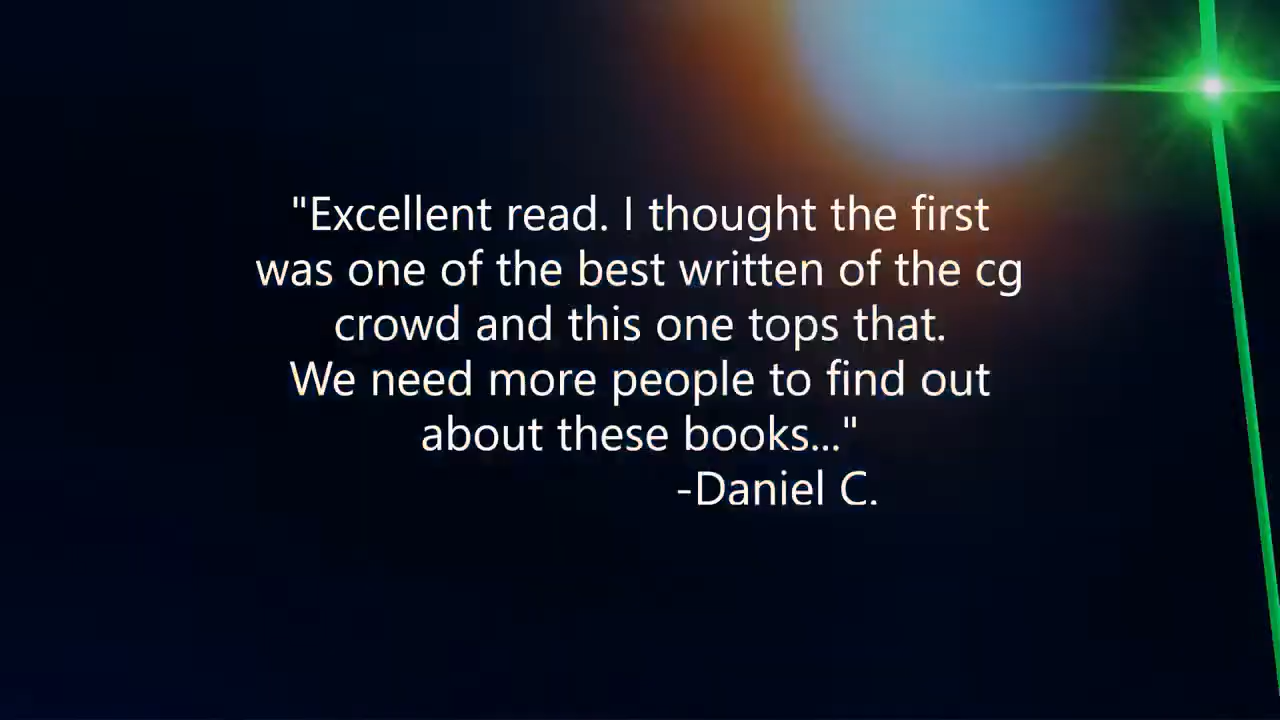 "Excellent read. I thought the first
was one of the best written of the cg
crowd and this one tops that.
We need more people to find out
about these books..."
-Daniel C.